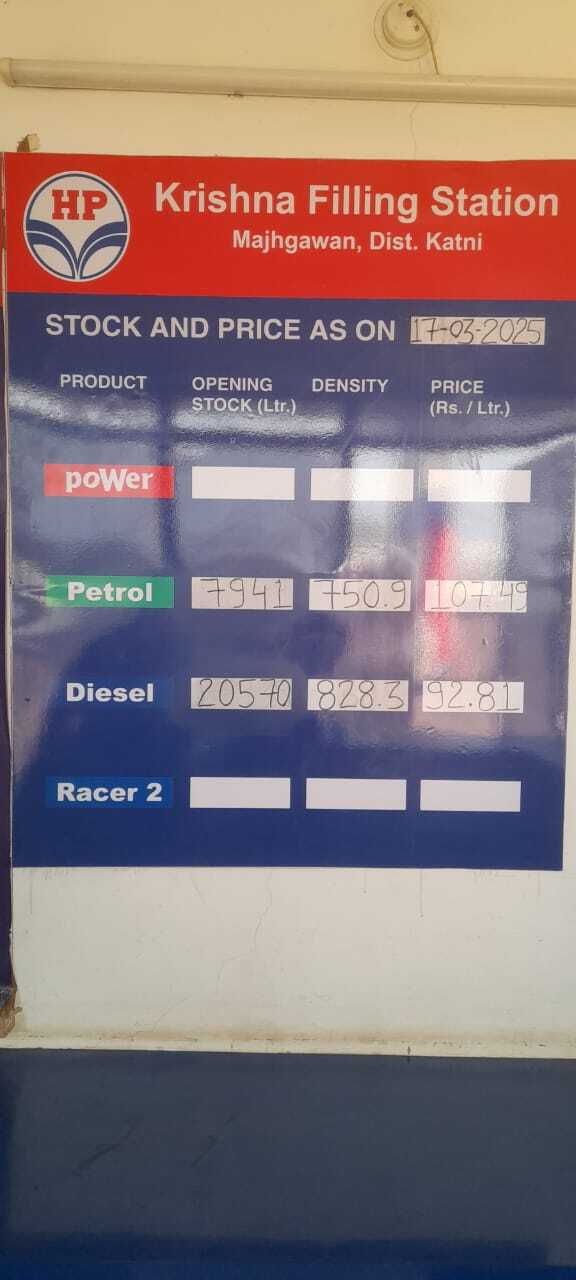 HP
Krishna Filling Station
Majhgawan, Dist. Katni
STOCK AND PRICE AS ON 17-03-2025
PRODUCT OPENING STOCK (Ltr.) DENSITY PRICE (Rs. / Ltr.)
poWer
Petrol 7941 750.9 107.49
Diesel 20570 828.3 92.81
Racer 2